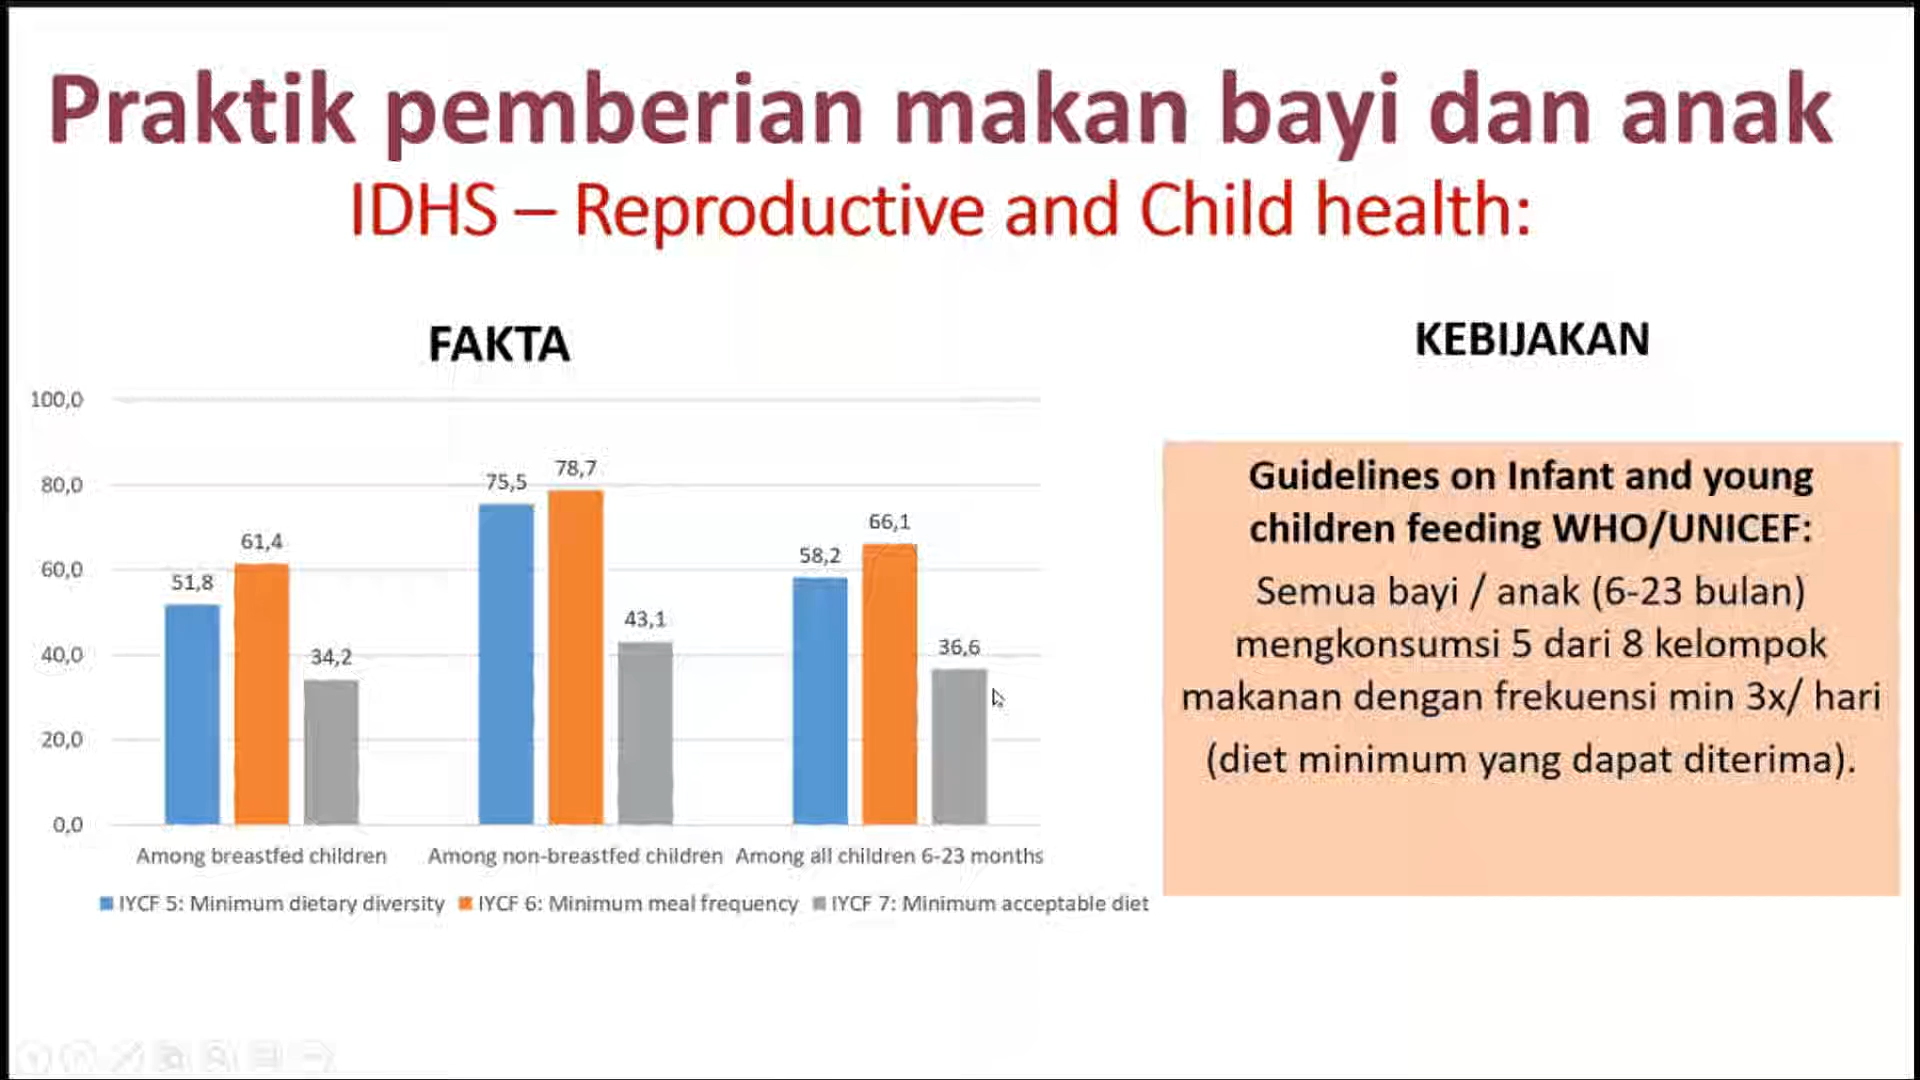 Praktik pemberian makan bayi dan anak
IDHS – Reproductive and Child health:
FAKTA
100,0
80,0
60,0
40,0
20,0
0,0
51,8
61,4
34,2
75,5
78,7
43,1
58,2
66,1
36,6
Among breastfed children
Among non-breastfed children
Among all children 6-23 months
IYCF 5: Minimum dietary diversity
IYCF 6: Minimum meal frequency
IYCF 7: Minimum acceptable diet
KEBIJAKAN
Guidelines on Infant and young
children feeding WHO/UNICEF:
Semua bayi / anak (6-23 bulan)
mengkonsumsi 5 dari 8 kelompok
makanan dengan frekuensi min 3x/ hari
(diet minimum yang dapat diterima).